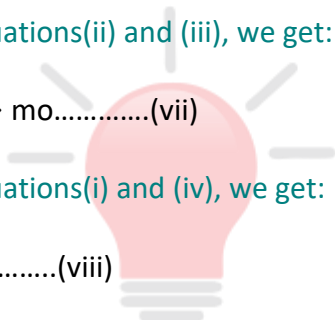 uations(ii) and (iii), we get:
mo.............(vii)
uations(i) and (iv), we get:
........(viii)